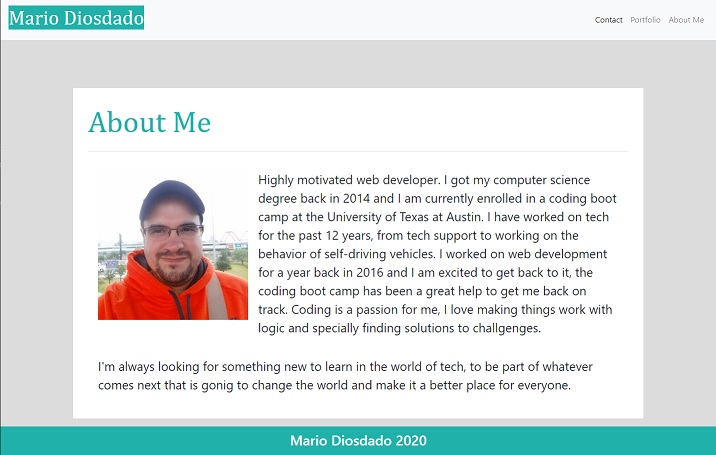 Mario Diosdado
Contact Portfolio About Me
About Me
Highly motivated web developer. I got my computer science
degree back in 2014 and I am currently enrolled in a coding boot
camp at the University of Texas at Austin. I have worked on tech
for the past 12 years, from tech support to working on the
behavior of self-driving vehicles. I worked on web development
for a year back in 2016 and I am excited to get back to it, the
coding boot camp has been a great help to get me back on
track. Coding is a passion for me, I love making things work with
logic and specially finding solutions to challgenges.
I'm always looking for something new to learn in the world of tech, to be part of whatever
comes next that is gonig to change the world and make it a better place for everyone.
Mario Diosdado 2020